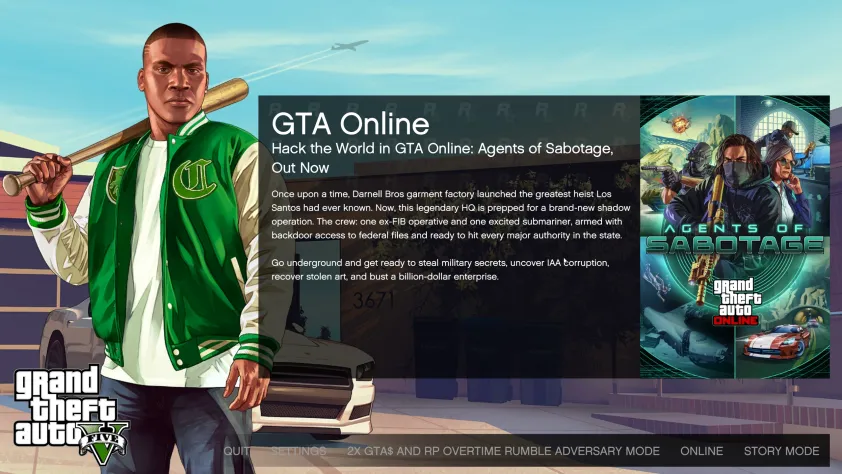 GTA Online
Hack the World in GTA Online: Agents of Sabotage,
Out Now
Once upon a time, Darnell Bros garment factory launched the greatest heist Los
Santos had ever known. Now, this legendary HQ is prepped for a brand-new shadow
operation. The crew: one ex-FIB operative and one excited submariner, armed with
backdoor access to federal files and ready to hit every major authority in the state.
Go underground and get ready to steal military secrets, uncover IAA corruption,
recover stolen art, and bust a billion-dollar enterprise.
AGENTS OF
SABOTAGE
grand
theft
auto
ONLINE
3671
C
grand
theft
auto
V
FIVE
QUIT
SETTINGS
2X GTA$ AND RP OVERTIME RUMBLE ADVERSARY MODE
ONLINE
STORY MODE